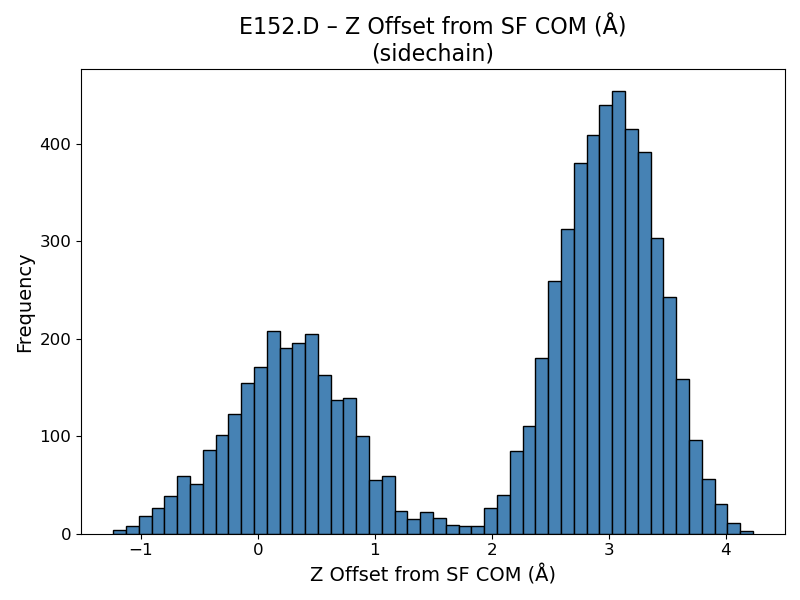 E152.D – Z Offset from SF COM (Å)
(sidechain)
Frequency
400
300
200
100
0
−1 0 1 2 3 4
Z Offset from SF COM (Å)